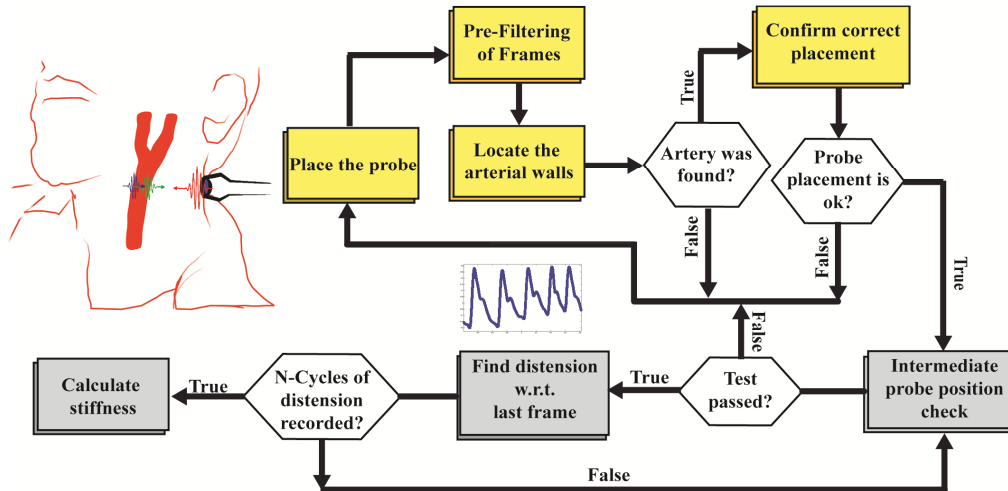 Pre-Filtering
of Frames
Confirm correct
placement
True
Place the probe
Locate the
arterial walls
Artery was
found?
Probe
placement is
ok?
False
False
True
False
Calculate
stiffness
True
N-Cycles of
distension
recorded?
Find distension
w.r.t.
last frame
True
Test
passed?
Intermediate
probe position
check
False